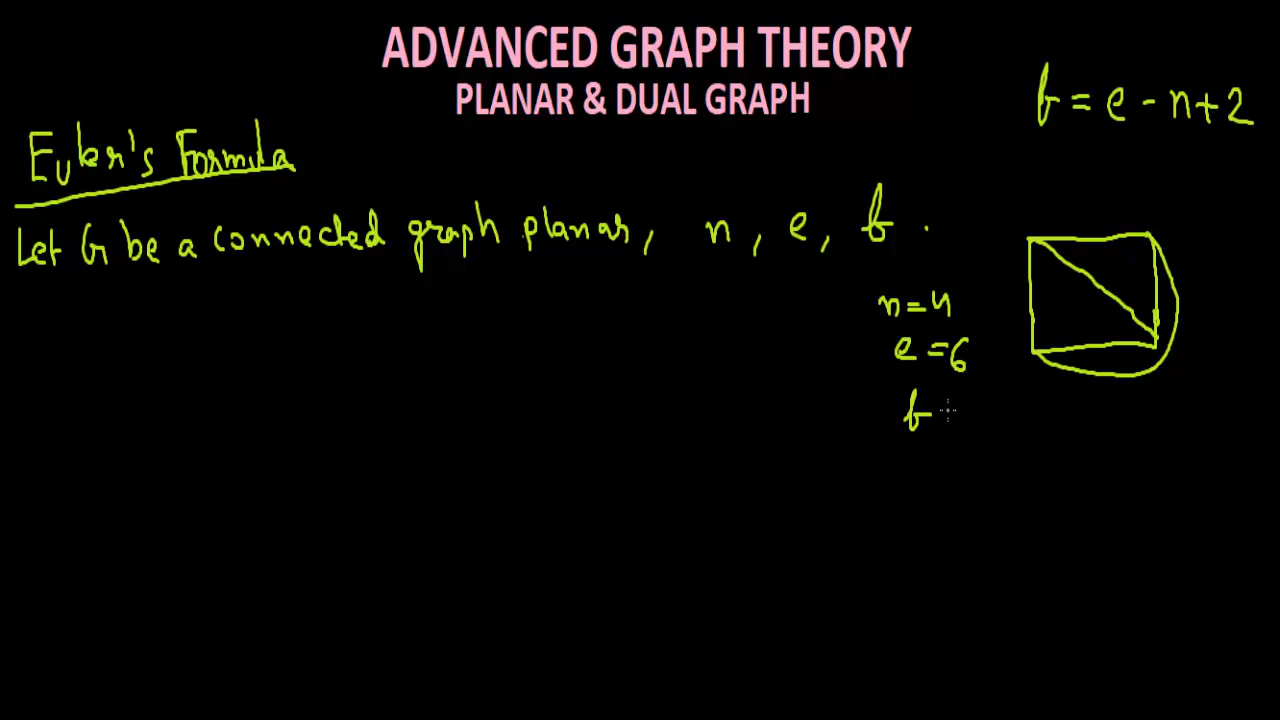 ADVANCED GRAPH THEORY
PLANAR & DUAL GRAPH
f = e - n + 2
Euler's Formula
Let G be a connected graph planar, n, e, f.
n = 4
e = 6
f